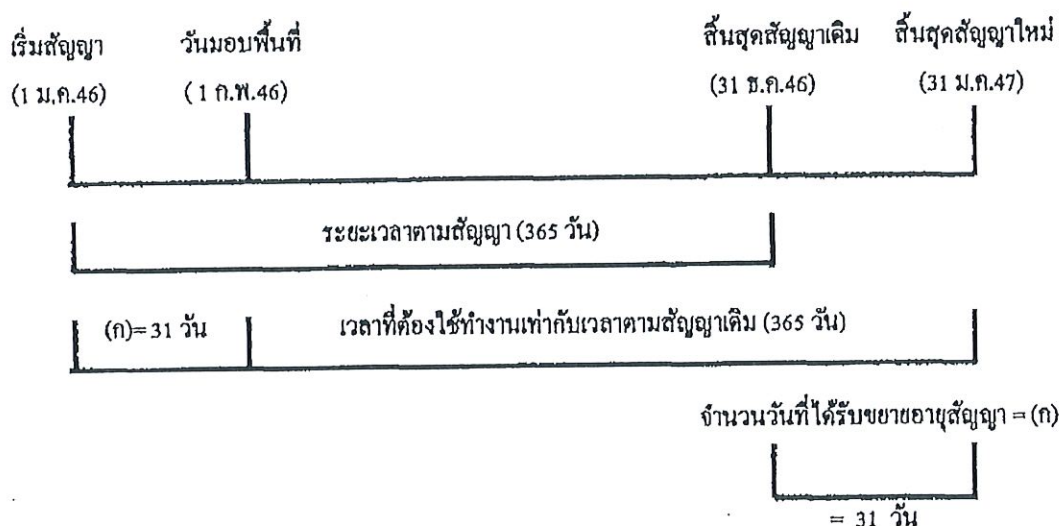 เริ่มสัญญา วันมอบพื้นที่ สิ้นสุดสัญญาเดิม สิ้นสุดสัญญาใหม่
(1 ม.ค.46) (1 ก.พ.46) (31 ธ.ค.46) (31 ม.ค.47)
ระยะเวลาตามสัญญา (365 วัน)
(ก)= 31 วัน เวลาที่ต้องใช้ทำงานเท่ากับเวลาตามสัญญาเดิม (365 วัน)
จำนวนวันที่ได้รับขยายอายุสัญญา = (ก)
= 31 วัน